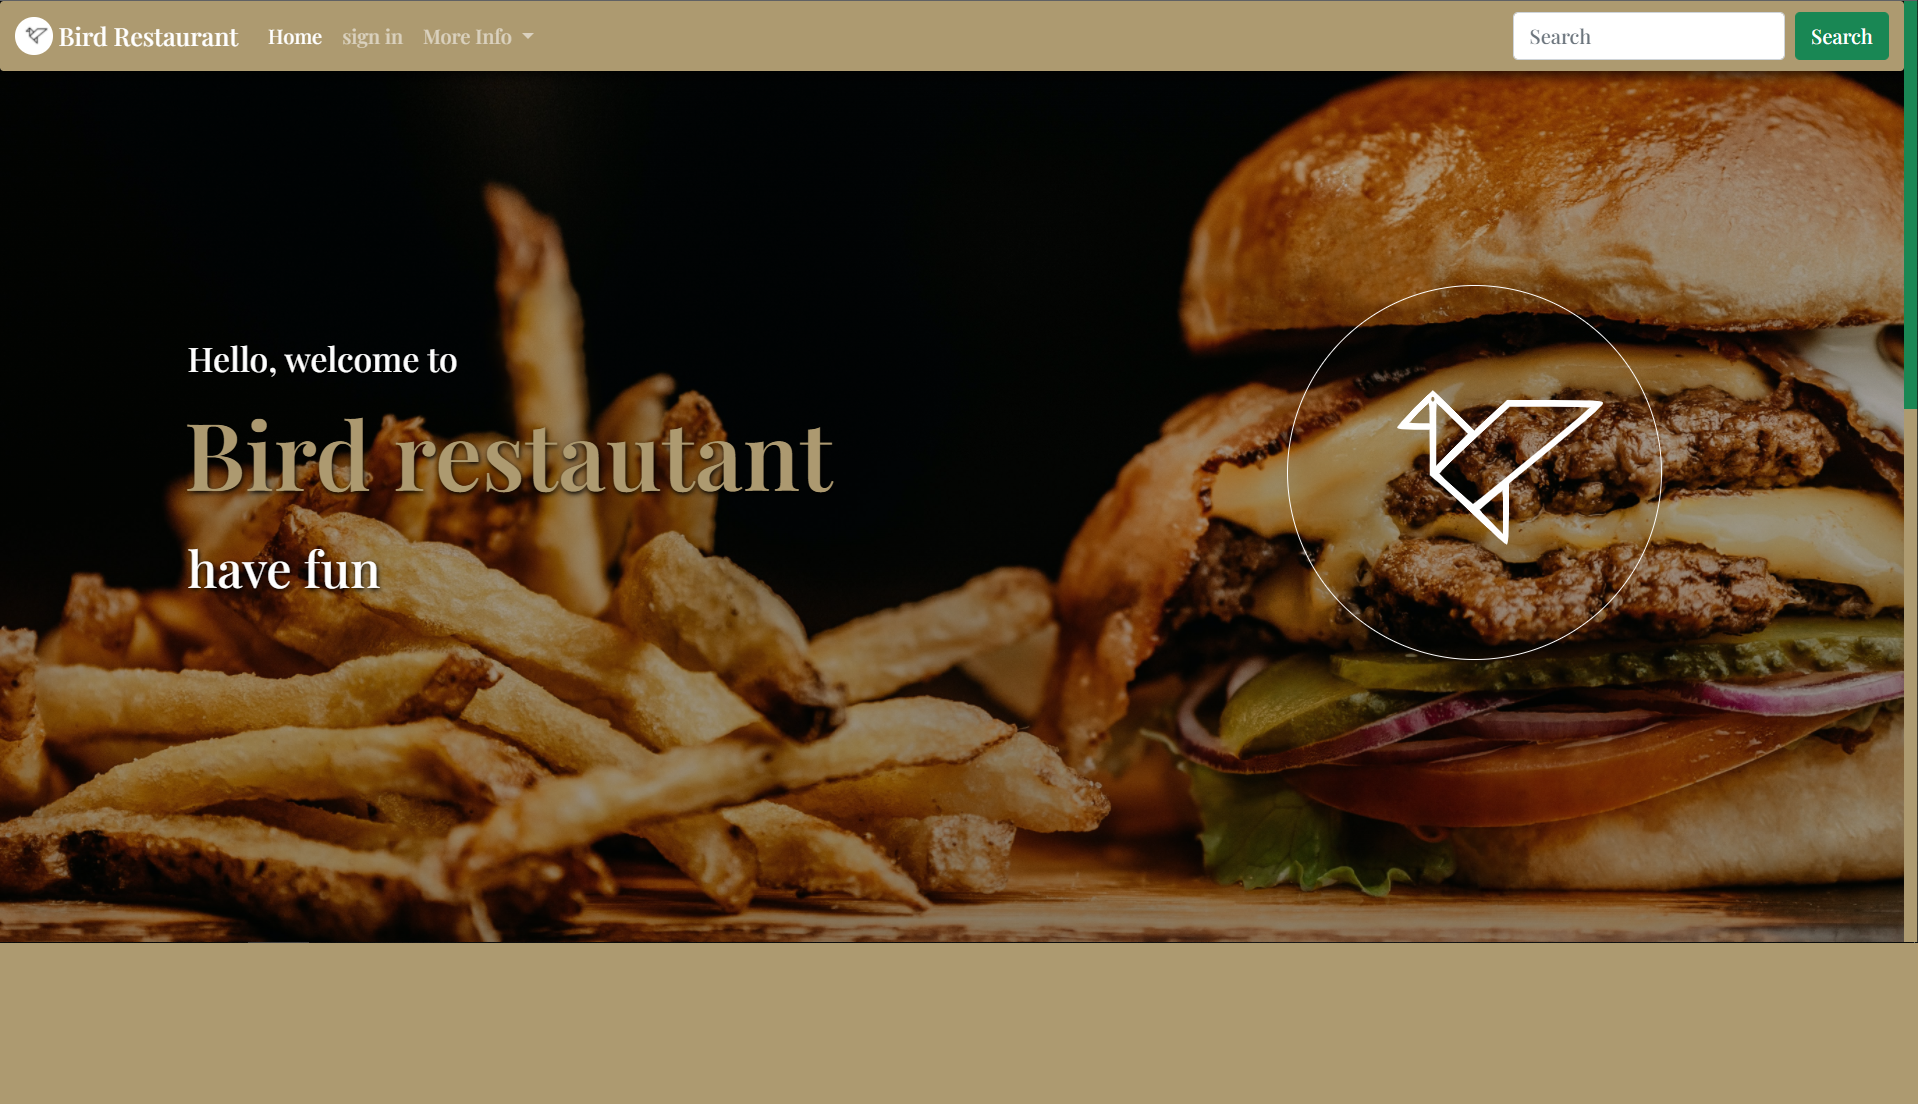 Bird Restaurant Home sign in More Info Search Search
Hello, welcome to
Bird restautant
have fun